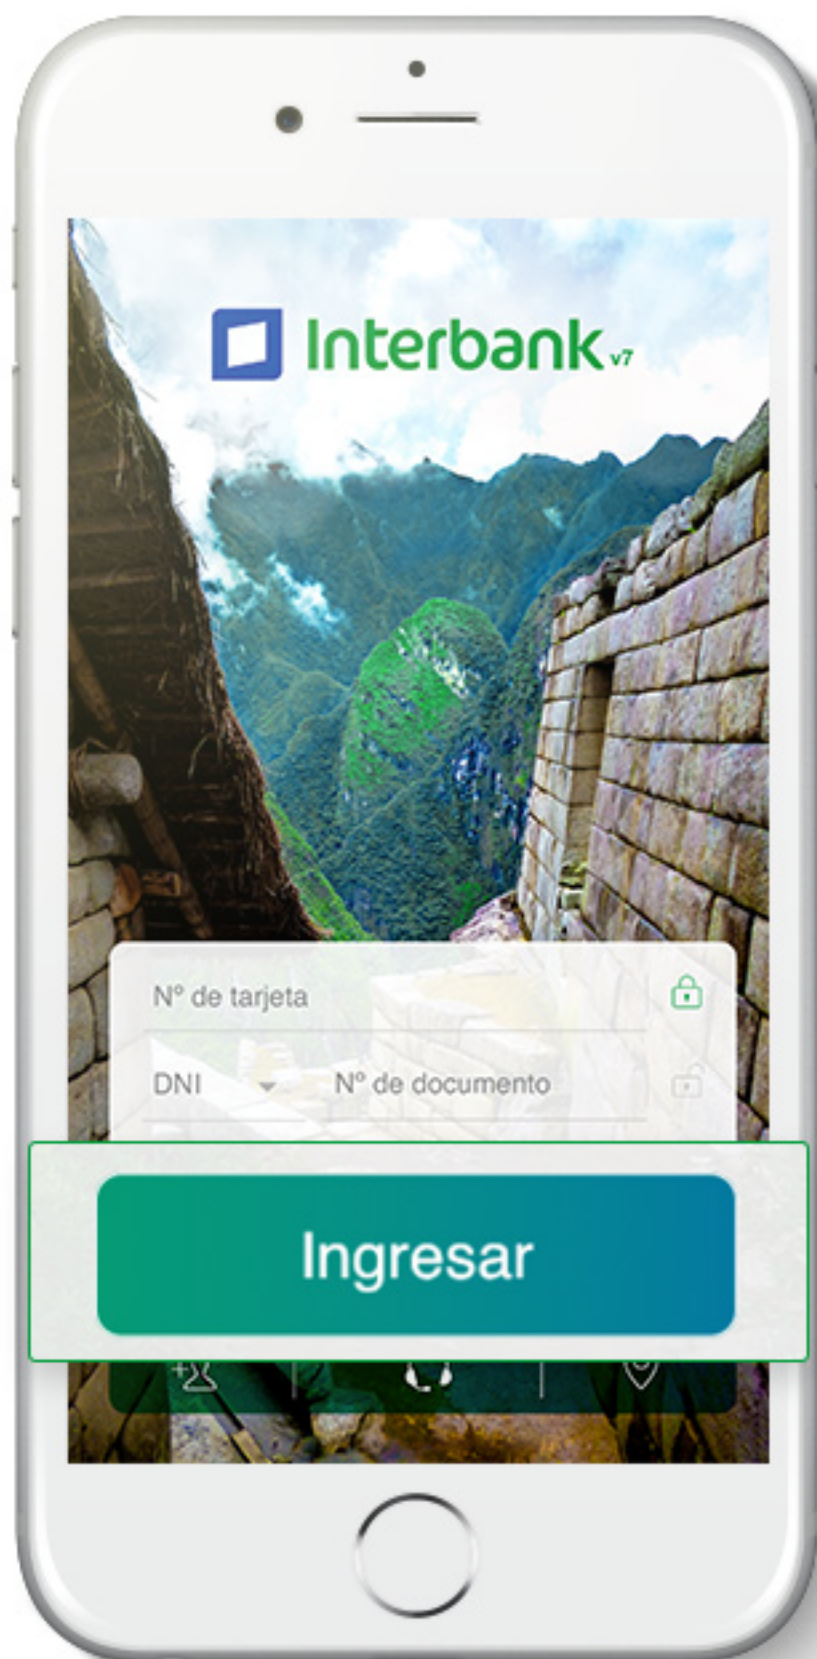 Interbank v7
Nº de tarjeta
DNI Nº de documento
Ingresar